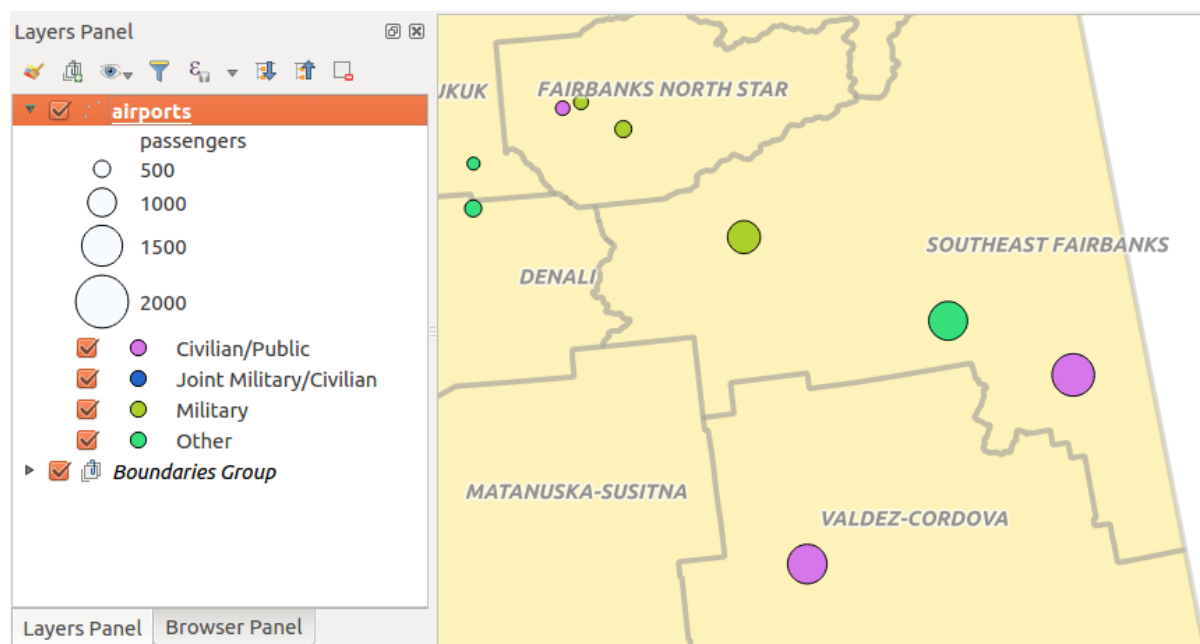 Layers Panel
airports
passengers
500
1000
1500
2000
Civilian/Public
Joint Military/Civilian
Military
Other
Boundaries Group
Layers Panel
Browser Panel
UKUK
FAIRBANKS NORTH STAR
SOUTHEAST FAIRBANKS
DENALI
MATANUSKA-SUSITNA
VALDEZ-CORDOVA